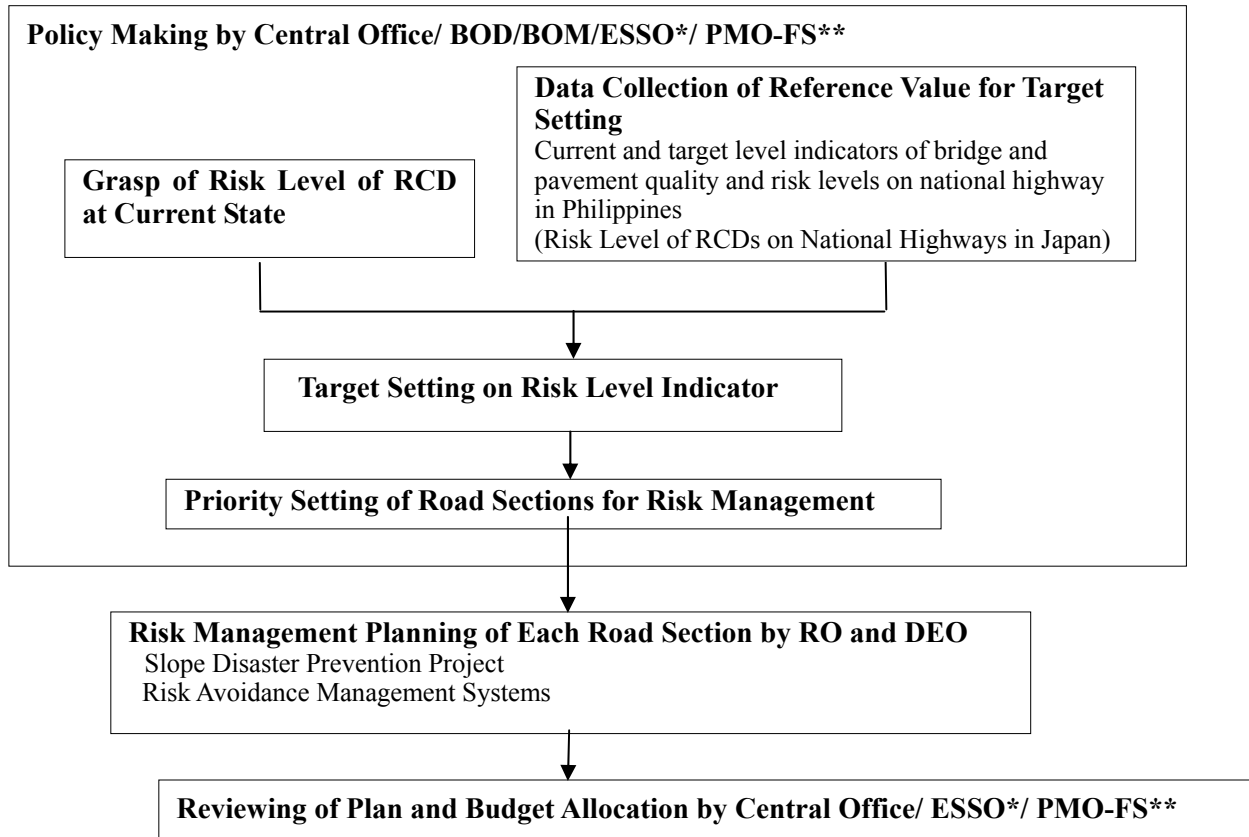 Policy Making by Central Office/ BOD/BOM/ESSO*/ PMO-FS**
Grasp of Risk Level of RCD
at Current State
Data Collection of Reference Value for Target
Setting
Current and target level indicators of bridge and
pavement quality and risk levels on national highway
in Philippines
(Risk Level of RCDs on National Highways in Japan)
Target Setting on Risk Level Indicator
Priority Setting of Road Sections for Risk Management
Risk Management Planning of Each Road Section by RO and DEO
Slope Disaster Prevention Project
Risk Avoidance Management Systems
Reviewing of Plan and Budget Allocation by Central Office/ ESSO*/ PMO-FS**